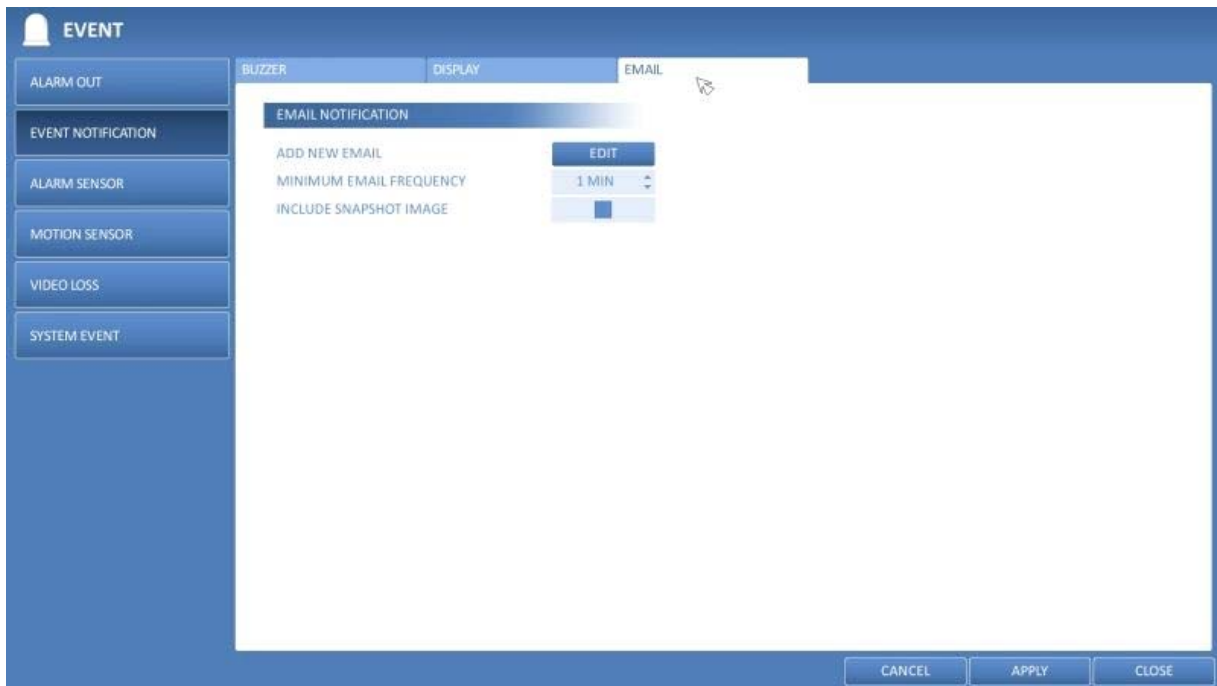 EVENT
ALARM OUT
EVENT NOTIFICATION
ALARM SENSOR
MOTION SENSOR
VIDEO LOSS
SYSTEM EVENT
BUZZER DISPLAY EMAIL
EMAIL NOTIFICATION
ADD NEW EMAIL EDIT
MINIMUM EMAIL FREQUENCY 1 MIN
INCLUDE SNAPSHOT IMAGE
CANCEL APPLY CLOSE